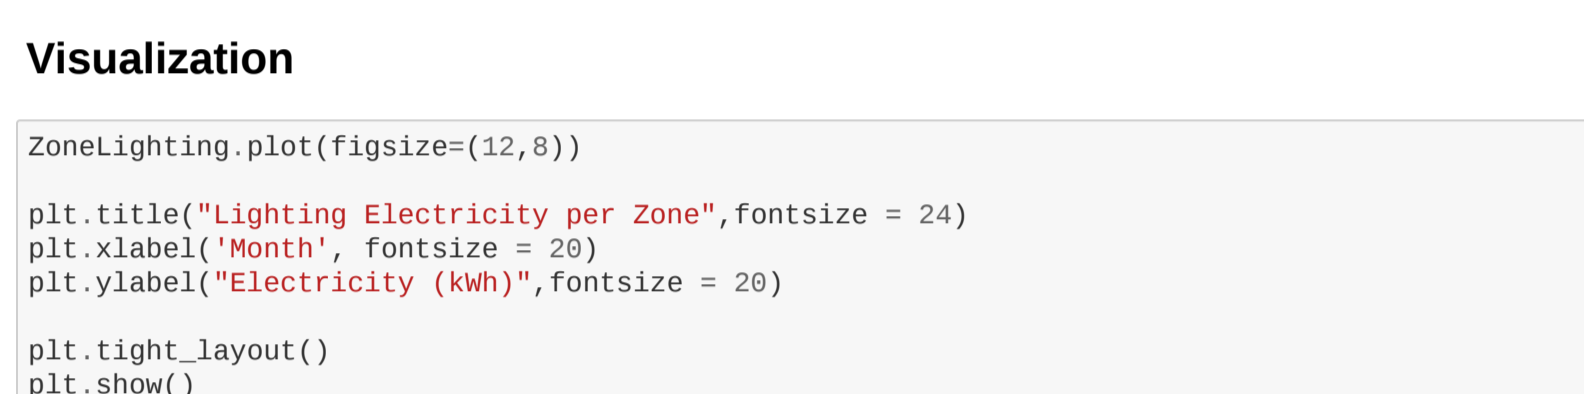 Visualization
ZoneLighting.plot(figsize=(12,8))
plt.title("Lighting Electricity per Zone",fontsize = 24)
plt.xlabel('Month', fontsize = 20)
plt.ylabel("Electricity (kWh)",fontsize = 20)
plt.tight_layout()
plt.show()